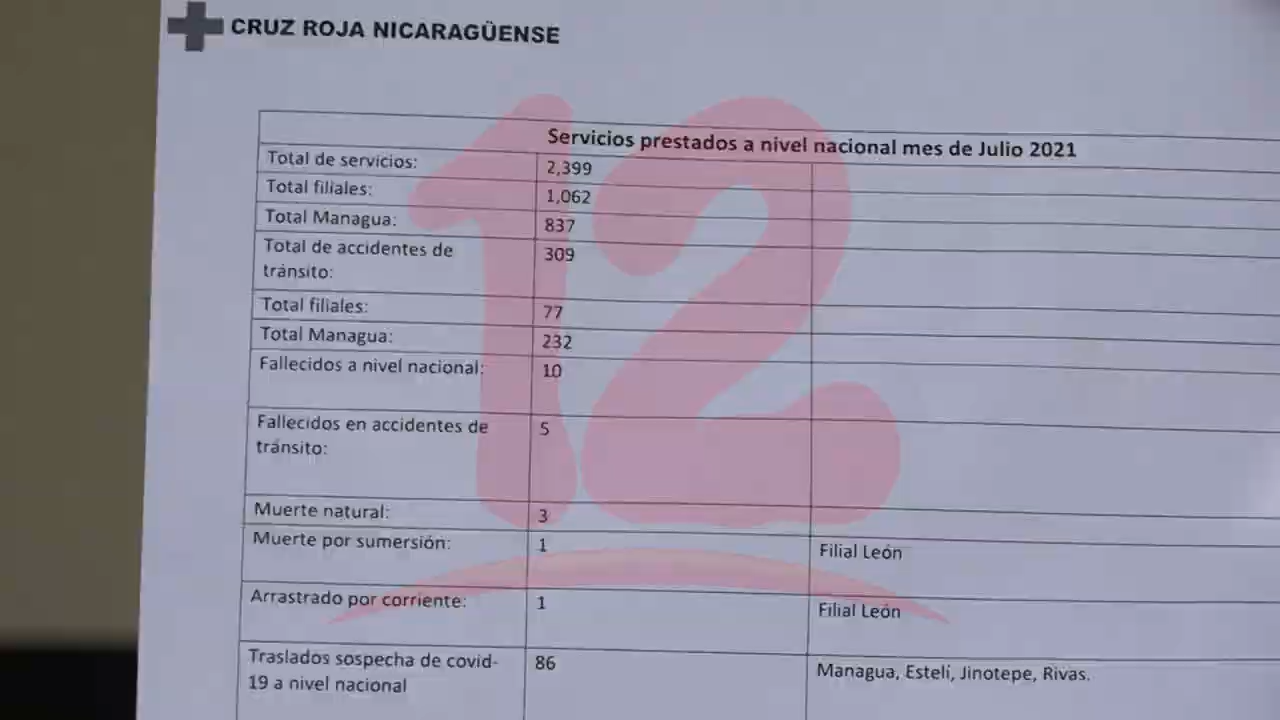 CRUZ ROJA NICARAGÜENSE
Servicios prestados a nivel nacional mes de Julio 2021
Total de servicios: 2,399
Total filiales: 1,062
Total Managua: 837
Total de accidentes de 309
tránsito:
Total filiales: 77
Total Managua: 232
Fallecidos a nivel nacional: 10
Fallecidos en accidentes de 5
tránsito:
Muerte natural: 3
Muerte por sumersión: 1 Filial León
Arrastrado por corriente: 1 Filial León
Traslados sospecha de covid- 86 Managua, Estelí, Jinotepe, Rivas.
19 a nivel nacional
12